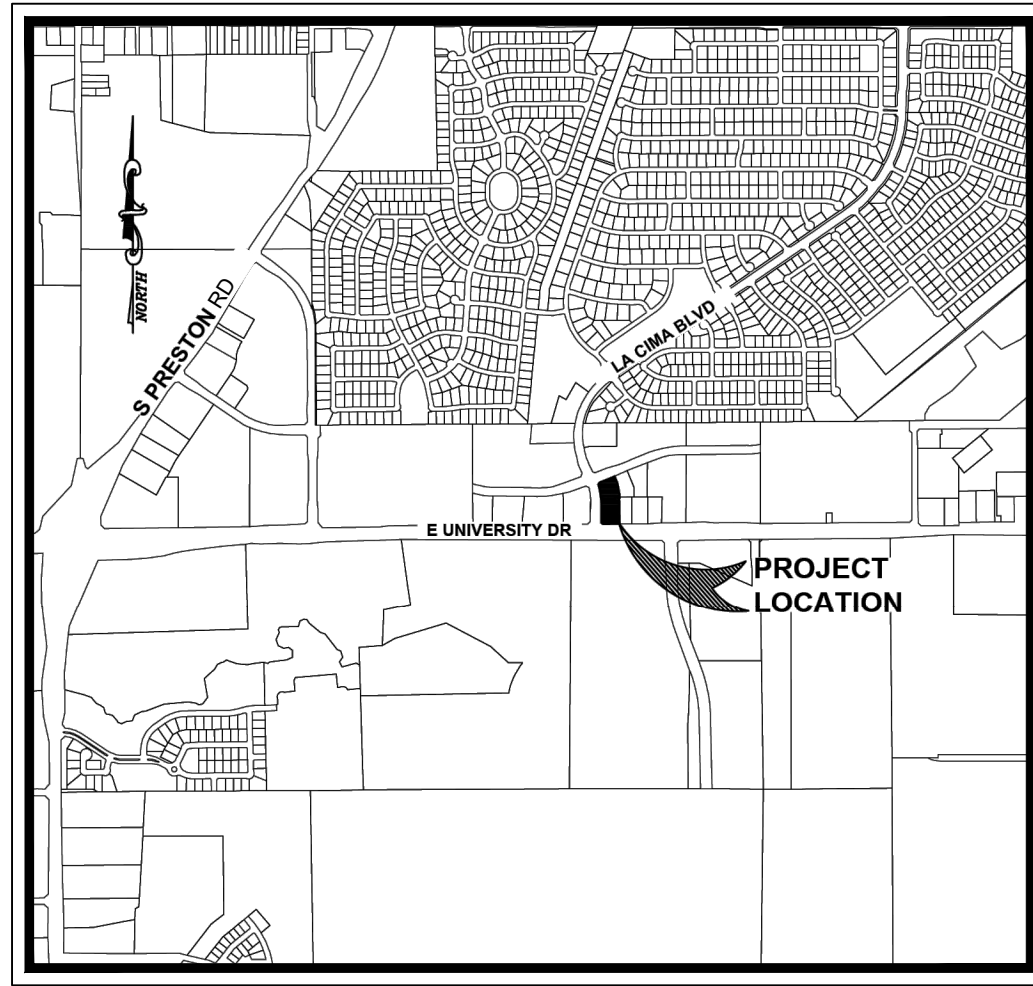 NORTH
S PRESTON RD
LA CIMA BLVD
E UNIVERSITY DR
PROJECT
LOCATION